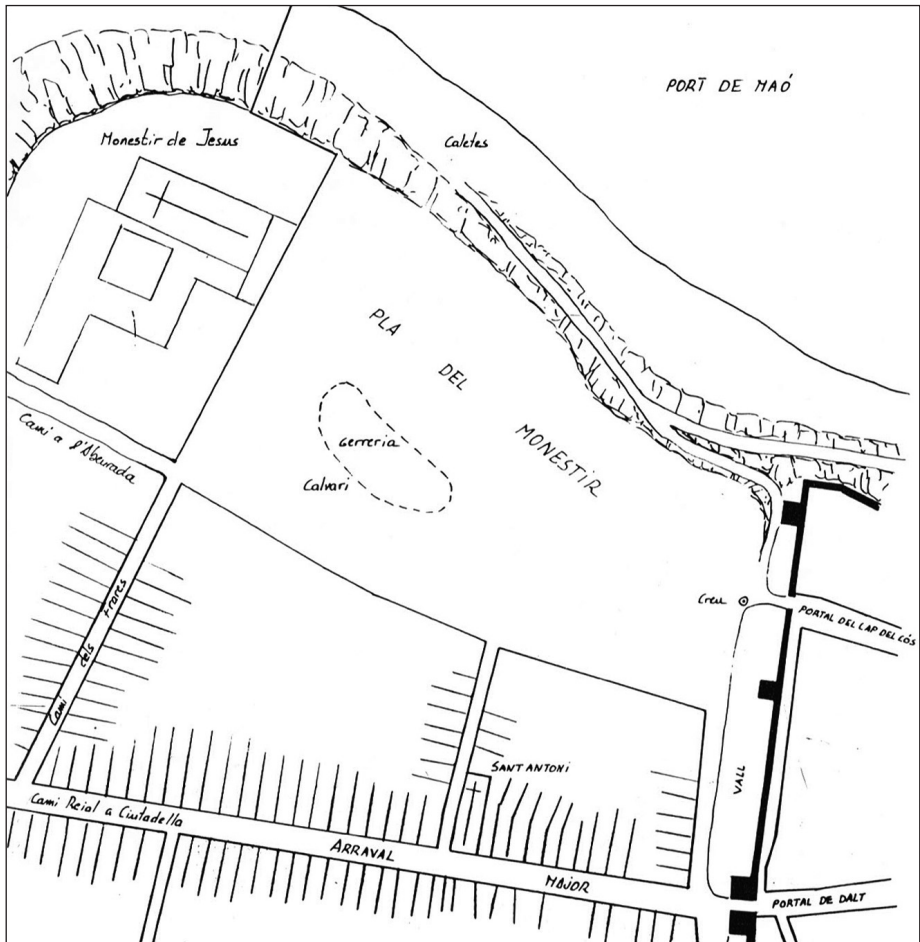 PORT DE MAÓ
Monestir de Jesus
Caletes
PLA
DEL
MONESTIR
Gerreria
Calvari
Camí a
Camí dels frares
Creu
PORTAL DEL CAP DEL CÓS
VALL
SANT ANTONI
Camí Reial a Ciutadella
ARRAVAL
MAJOR
PORTAL DE DALT